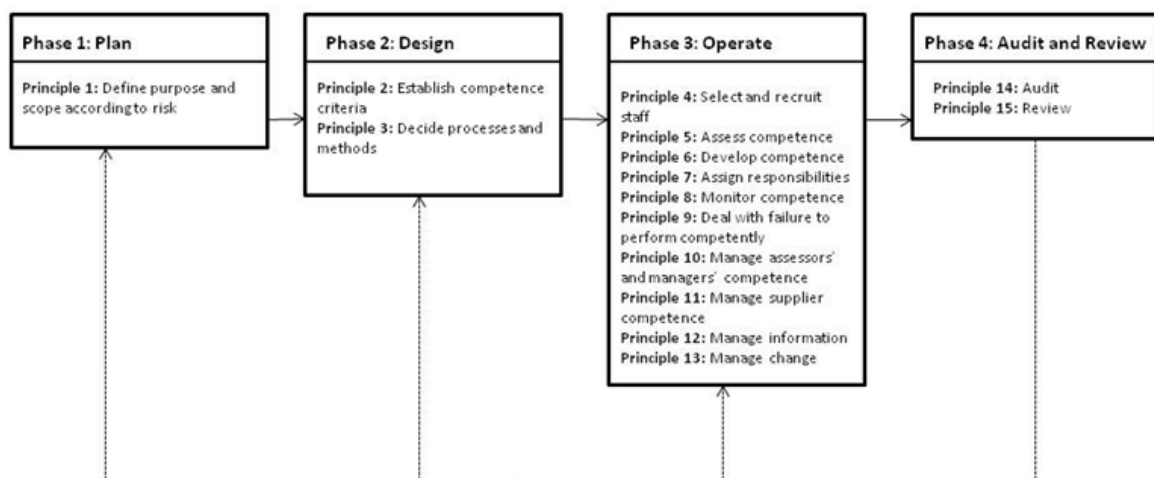 Phase 1: Plan
Principle 1: Define purpose and
scope according to risk
Phase 2: Design
Principle 2: Establish competence
criteria
Principle 3: Decide processes and
methods
Phase 3: Operate
Principle 4: Select and recruit
staff
Principle 5: Assess competence
Principle 6: Develop competence
Principle 7: Assign responsibilities
Principle 8: Monitor competence
Principle 9: Deal with failure to
perform competently
Principle 10: Manage assessors'
and managers' competence
Principle 11: Manage supplier
competence
Principle 12: Manage information
Principle 13: Manage change
Phase 4: Audit and Review
Principle 14: Audit
Principle 15: Review